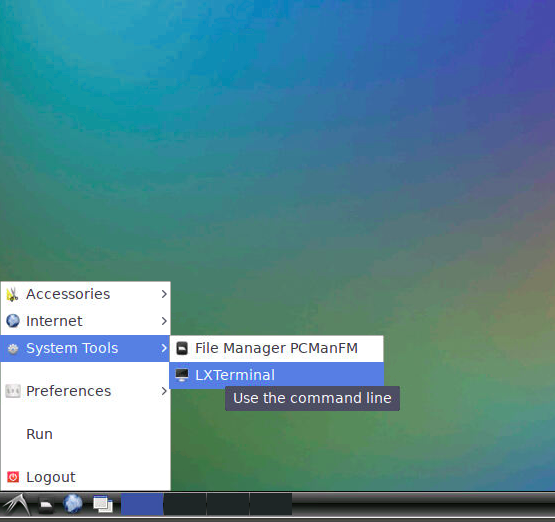 Accessories
Internet
System Tools
File Manager PCManFM
LXTerminal
Use the command line
Preferences
Run
Logout